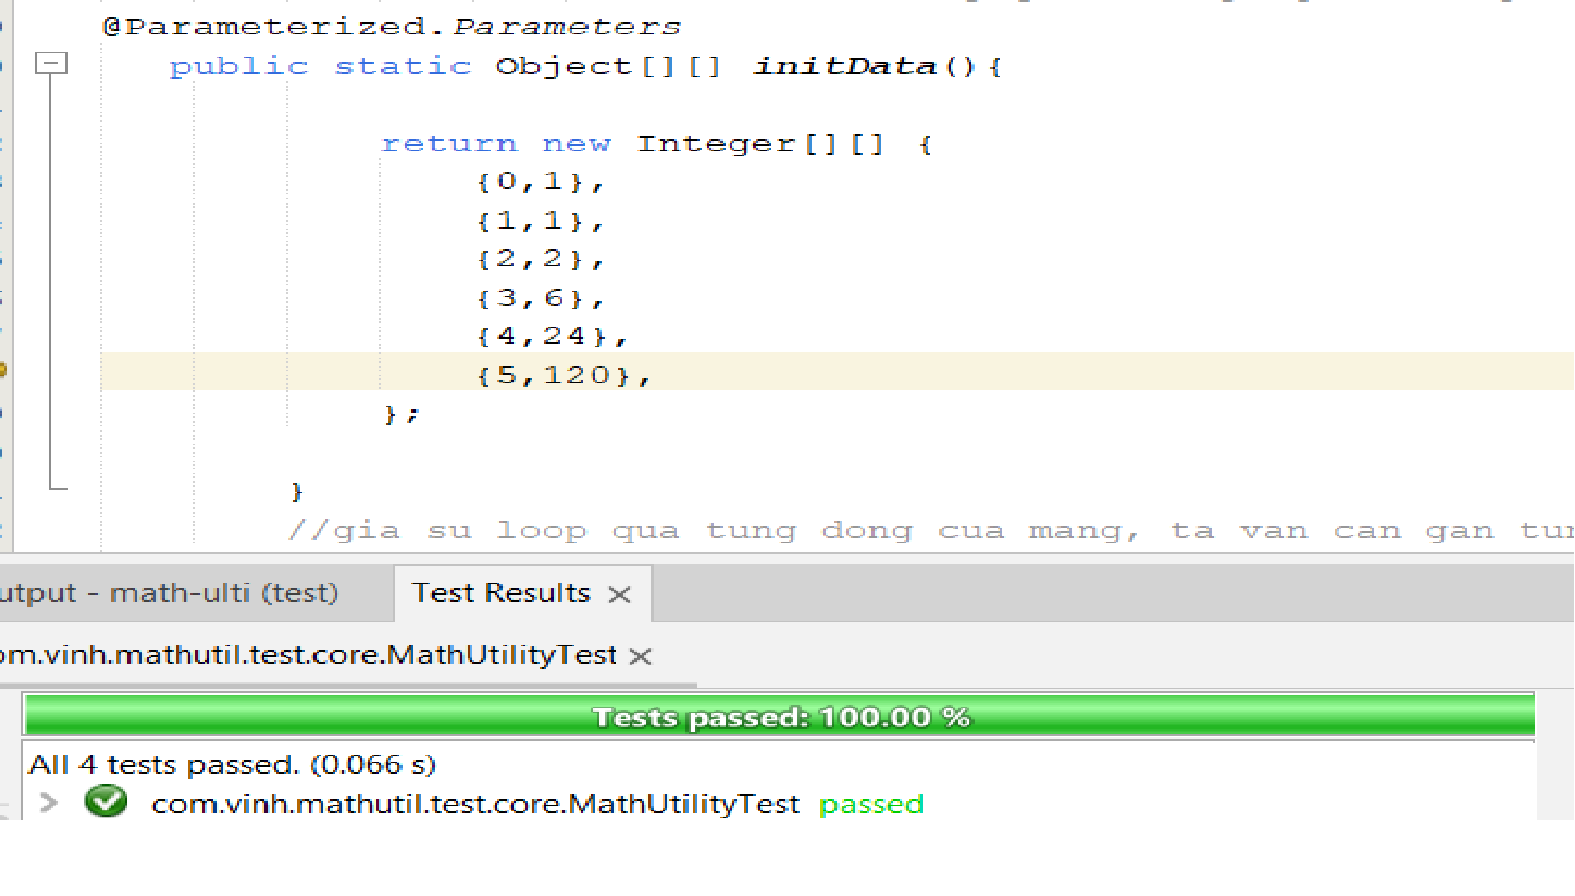 @Parameterized.Parameters
public static Object[][] initData(){
return new Integer[][] {
{0,1},
{1,1},
{2,2},
{3,6},
{4,24},
{5,120},
};
}
//gia su loop qua tung dong cua mang, ta van can gan
utput - math-ulti (test)
Test Results
om.vinh.mathutil.test.core.MathUtilityTest
Tests passed: 100.00 %
All 4 tests passed. (0.066 s)
com.vinh.mathutil.test.core.MathUtilityTest passed